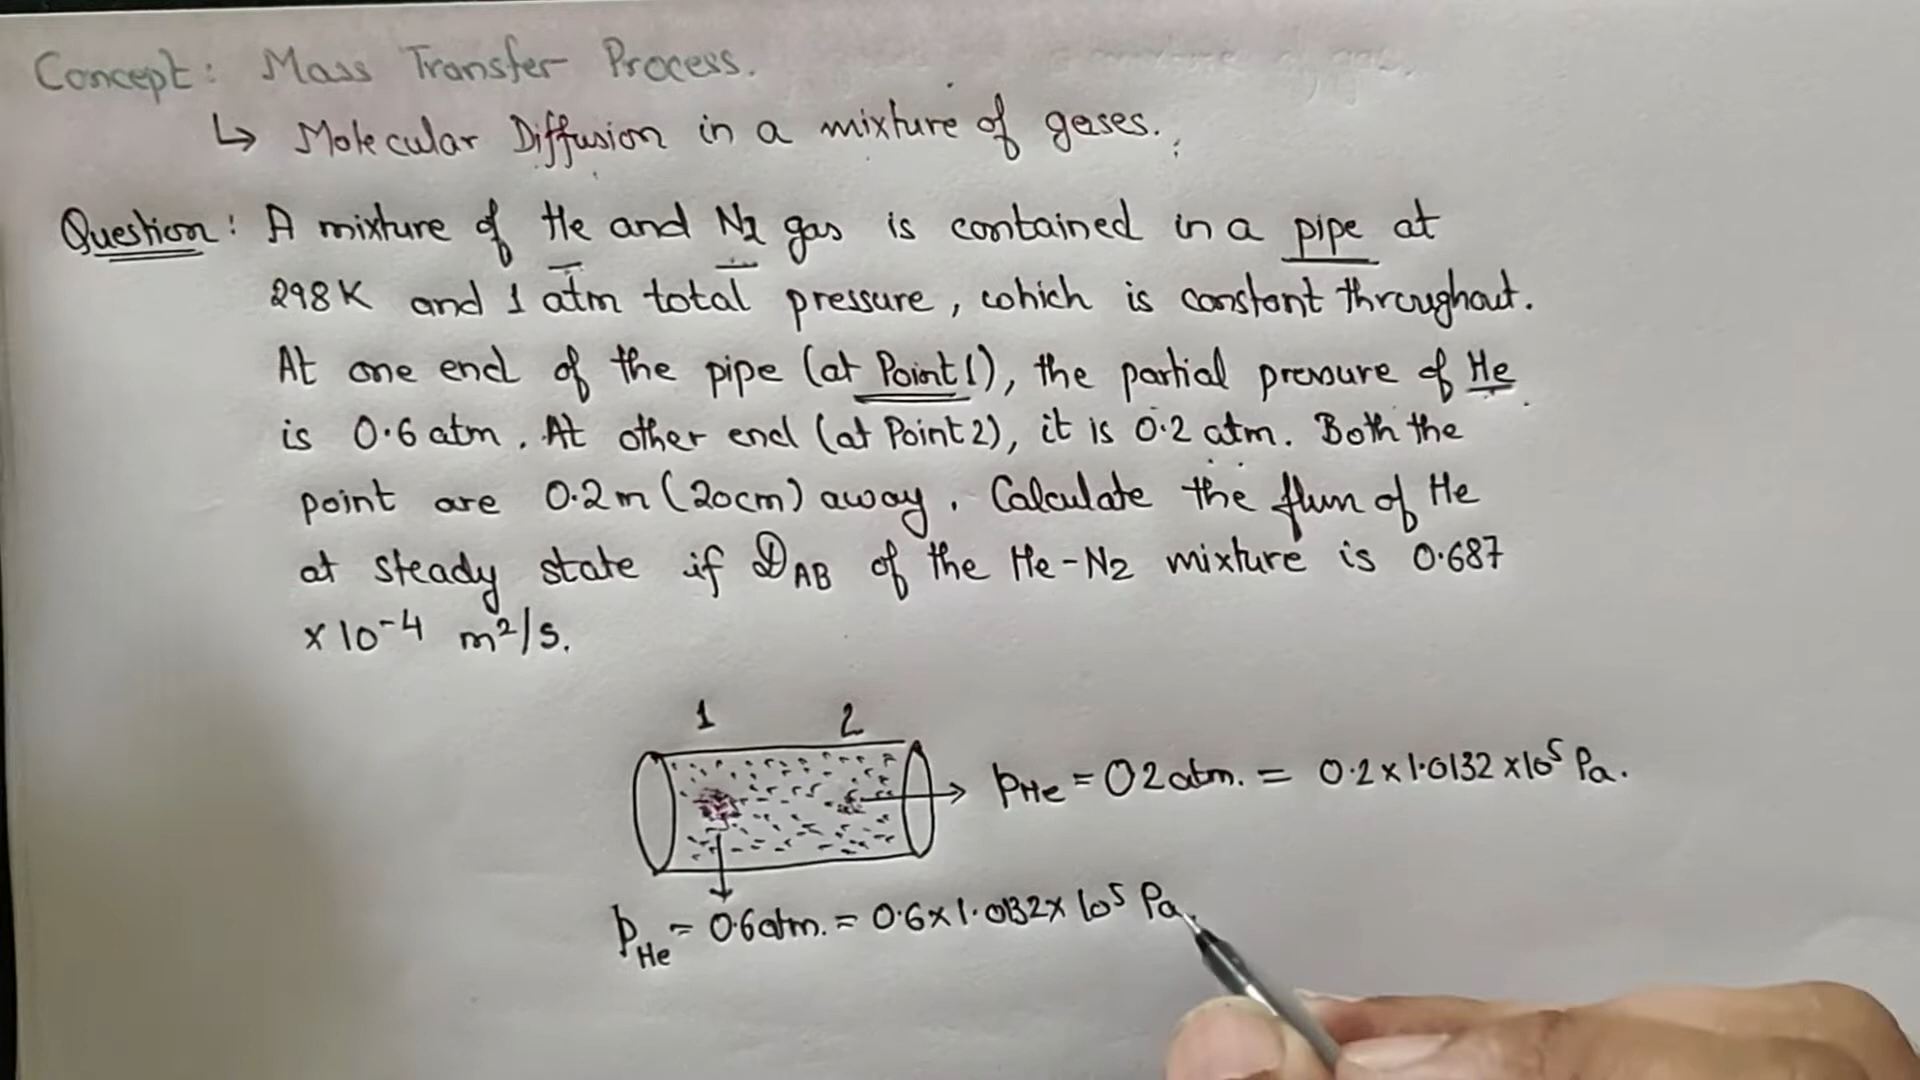 Concept: Mass Transfer Process.
↳ Molecular Diffusion in a mixture of gases.
Question: A mixture of He and N2 gas is contained in a pipe at
298K and 1 atm total pressure, which is constant throughout.
At one end of the pipe (at Point 1), the partial pressure of He
is 0.6 atm. At other end (at Point 2), it is 0.2 atm. Both the
point are 0.2m (20cm) away. Calculate the flux of He
at steady state if DAB of the He-N2 mixture is 0.687
× 10⁻⁴ m²/s.
1 2
PHe = 0.2 atm. = 0.2 × 1.0132 × 10⁵ Pa.
PHe = 0.6 atm. = 0.6 × 1.0132 × 10⁵ Pa.